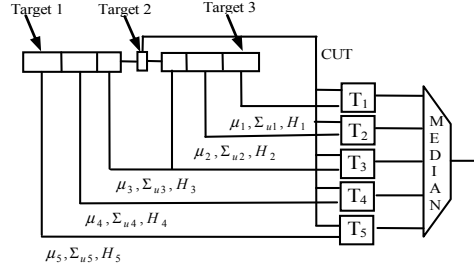 Target 1
Target 2
Target 3
CUT
T1
μ1, Σu1, H1
T2
μ2, Σu2, H2
T3
μ3, Σu3, H3
T4
μ4, Σu4, H4
T5
μ5, Σu5, H5
MEDIAN